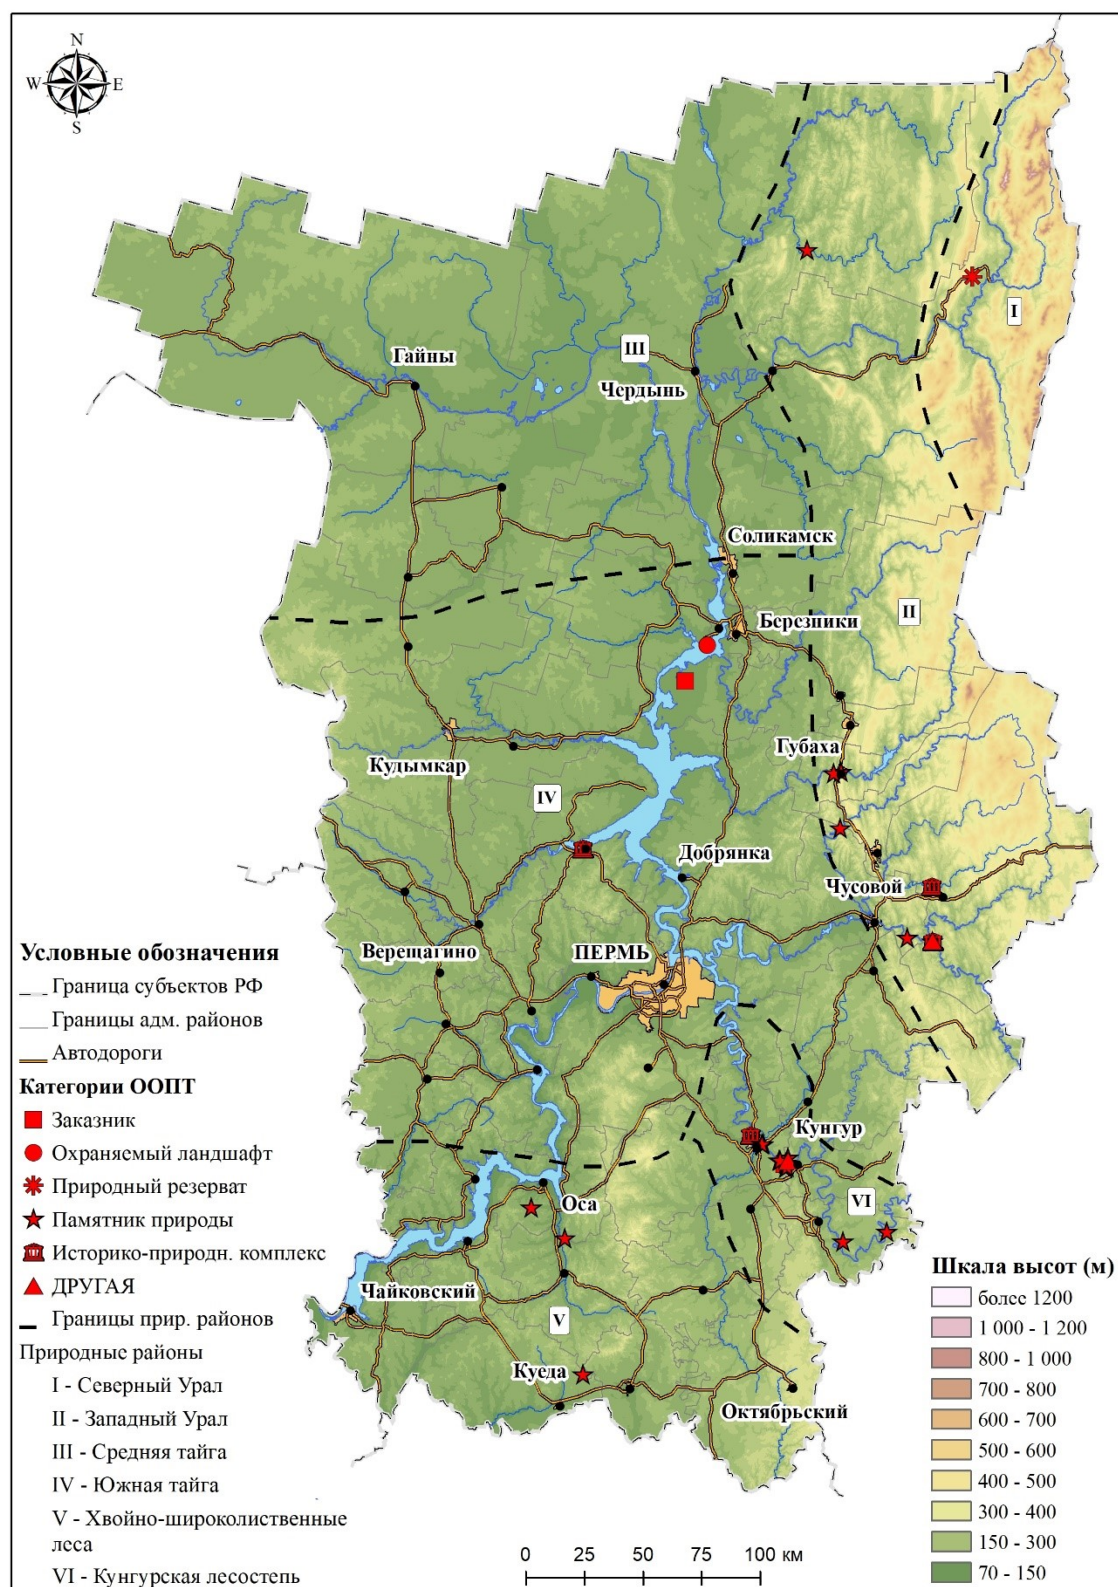 N
W E
S
I
Гайны
III
Чердынь
Соликамск
II
Березники
Губаха
Кудымкар
IV
Добрянка
Чусовой
Верещагино
ПЕРМЬ
Кунгур
VI
Оса
Чайковский
V
Куеда
Октябрьский
Условные обозначения
Граница субъектов РФ
Границы адм. районов
Автодороги
Категории ООПТ
Заказник
Охраняемый ландшафт
Природный резерват
Памятник природы
Историко-природн. комплекс
ДРУГАЯ
Границы прир. районов
Природные районы
I - Северный Урал
II - Западный Урал
III - Средняя тайга
IV - Южная тайга
V - Хвойно-широколиственные
леса
VI - Кунгурская лесостепь
0 25 50 75 100 км
Шкала высот (м)
более 1200
1 000 - 1 200
800 - 1 000
700 - 800
600 - 700
500 - 600
400 - 500
300 - 400
150 - 300
70 - 150